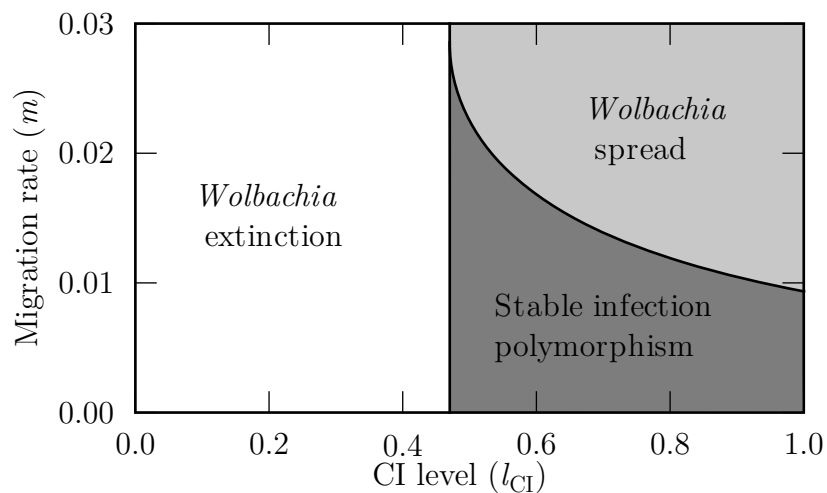 0.03
Wolbachia
spread
0.02
Wolbachia
extinction
Migration rate (m)
0.01
Stable infection
polymorphism
0.00
0.0 0.2 0.4 0.6 0.8 1.0
CI level (lCI)